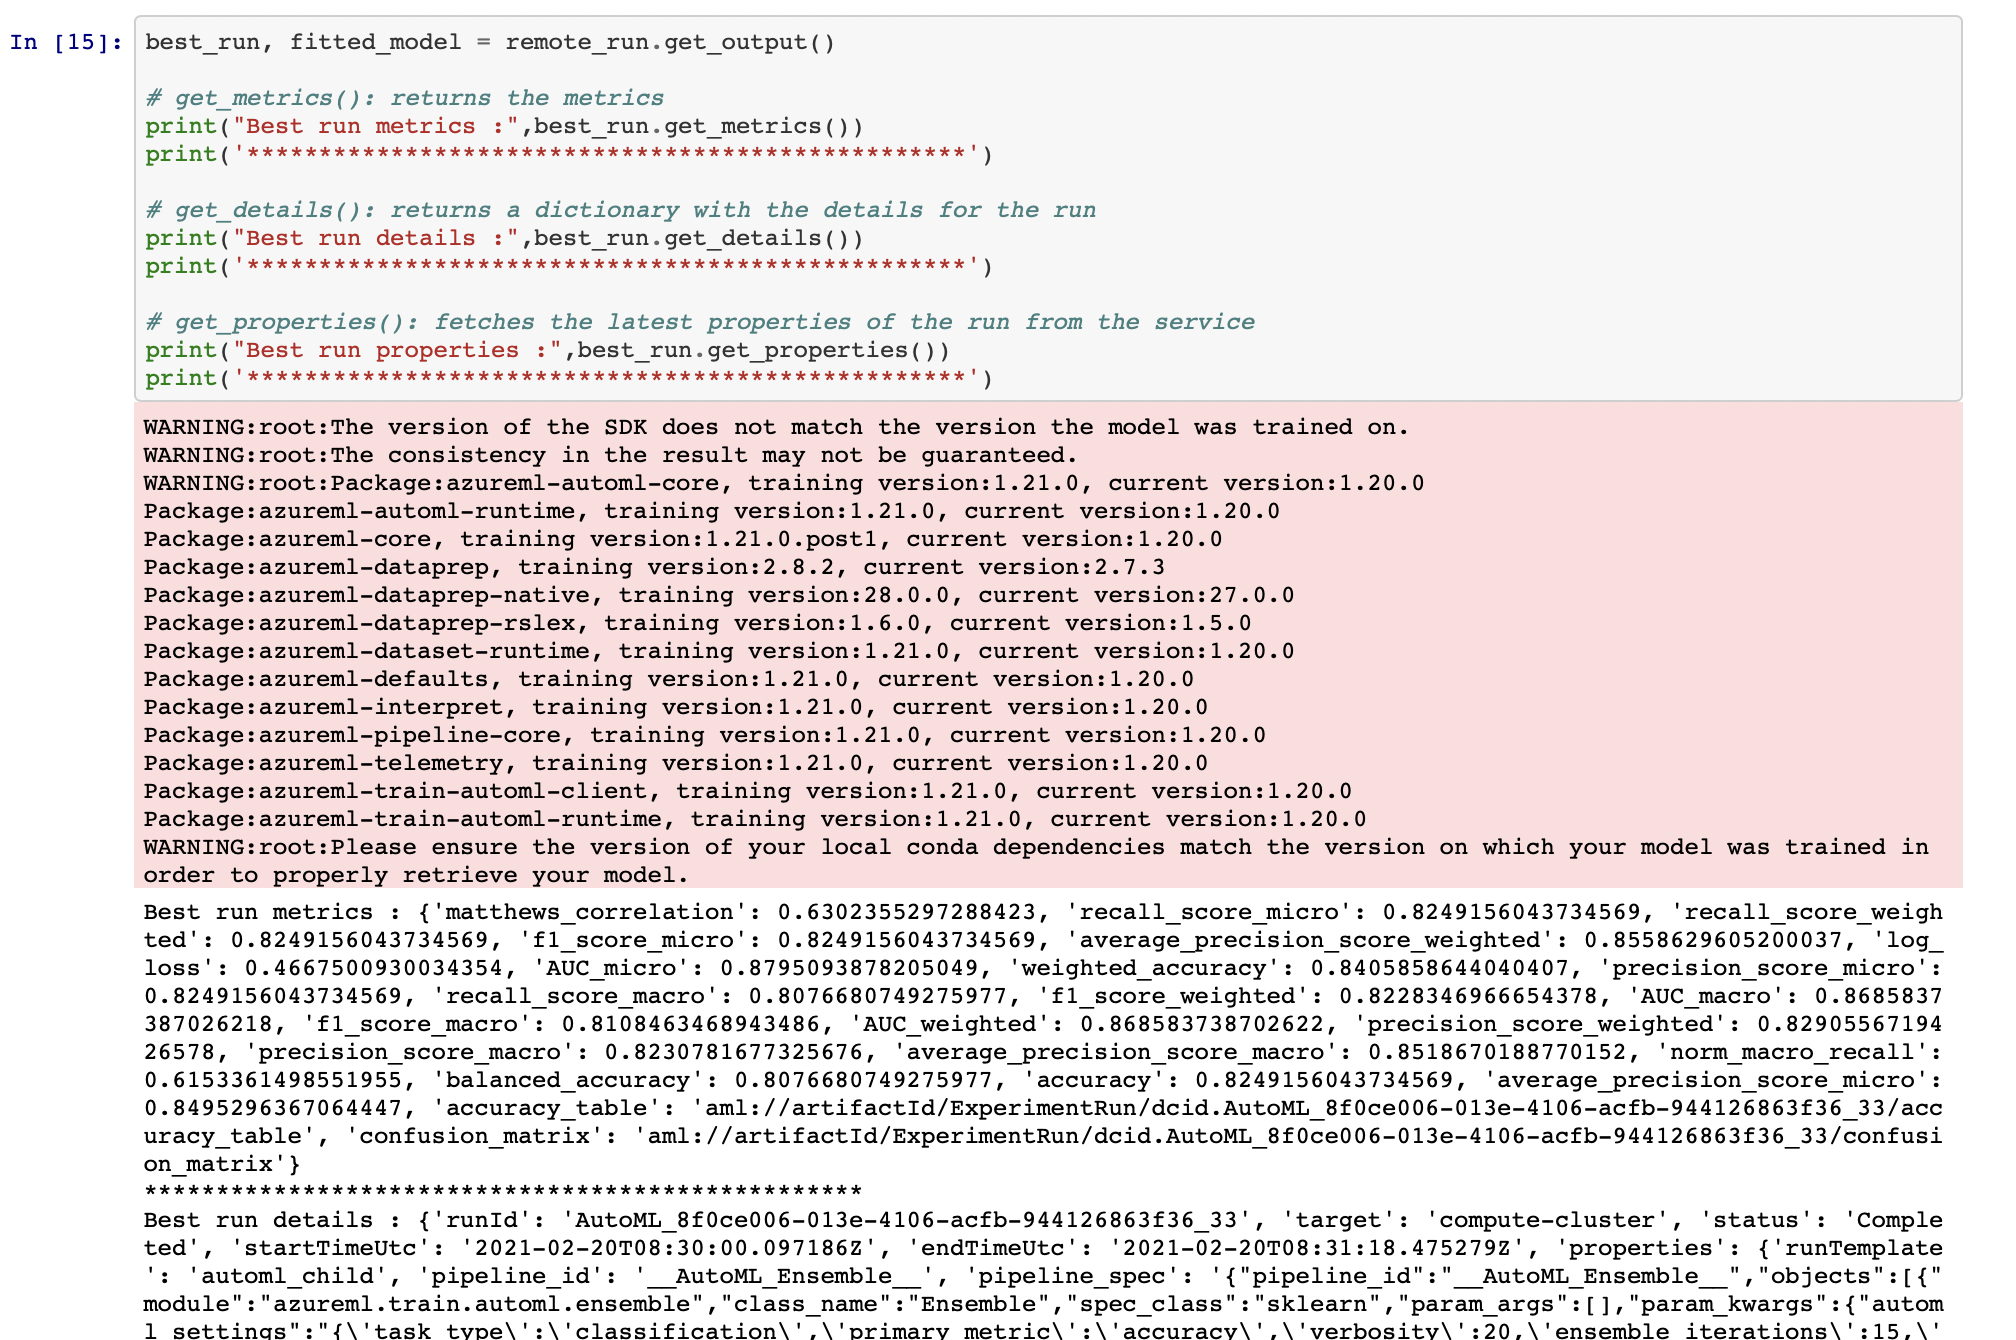 In [15]: best_run, fitted_model = remote_run.get_output()
# get_metrics(): returns the metrics
print("Best run metrics :",best_run.get_metrics())
print('**************************************************')
# get_details(): returns a dictionary with the details for the run
print("Best run details :",best_run.get_details())
print('**************************************************')
# get_properties(): fetches the latest properties of the run from the service
print("Best run properties :",best_run.get_properties())
print('**************************************************')
WARNING:root:The version of the SDK does not match the version the model was trained on.
WARNING:root:The consistency in the result may not be guaranteed.
WARNING:root:Package:azureml-automl-core, training version:1.21.0, current version:1.20.0
Package:azureml-automl-runtime, training version:1.21.0, current version:1.20.0
Package:azureml-core, training version:1.21.0.post1, current version:1.20.0
Package:azureml-dataprep, training version:2.8.2, current version:2.7.3
Package:azureml-dataprep-native, training version:28.0.0, current version:27.0.0
Package:azureml-dataprep-rslex, training version:1.6.0, current version:1.5.0
Package:azureml-dataset-runtime, training version:1.21.0, current version:1.20.0
Package:azureml-defaults, training version:1.21.0, current version:1.20.0
Package:azureml-interpret, training version:1.21.0, current version:1.20.0
Package:azureml-pipeline-core, training version:1.21.0, current version:1.20.0
Package:azureml-telemetry, training version:1.21.0, current version:1.20.0
Package:azureml-train-automl-client, training version:1.21.0, current version:1.20.0
Package:azureml-train-automl-runtime, training version:1.21.0, current version:1.20.0
WARNING:root:Please ensure the version of your local conda dependencies match the version on which your model was trained in
order to properly retrieve your model.
Best run metrics : {'matthews_correlation': 0.6302355297288423, 'recall_score_micro': 0.8249156043734569, 'recall_score_weigh
ted': 0.8249156043734569, 'f1_score_micro': 0.8249156043734569, 'average_precision_score_weighted': 0.8558629605200037, 'log_
loss': 0.4667500930034354, 'AUC_micro': 0.8795093878205049, 'weighted_accuracy': 0.8405858644040407, 'precision_score_micro':
0.8249156043734569, 'recall_score_macro': 0.8076680749275977, 'f1_score_weighted': 0.8228346966654378, 'AUC_macro': 0.8685837
387026218, 'f1_score_macro': 0.8108463468943486, 'AUC_weighted': 0.868583738702622, 'precision_score_weighted': 0.82905567194
26578, 'precision_score_macro': 0.8230781677325676, 'average_precision_score_macro': 0.8518670188770152, 'norm_macro_recall':
0.6153361498551955, 'balanced_accuracy': 0.8076680749275977, 'accuracy': 0.8249156043734569, 'average_precision_score_micro':
0.8495296367064447, 'accuracy_table': 'aml://artifactId/ExperimentRun/dcid.AutoML_8f0ce006-013e-4106-acfb-944126863f36_33/acc
uracy_table', 'confusion_matrix': 'aml://artifactId/ExperimentRun/dcid.AutoML_8f0ce006-013e-4106-acfb-944126863f36_33/confusi
on_matrix'}
**************************************************
Best run details : {'runId': 'AutoML_8f0ce006-013e-4106-acfb-944126863f36_33', 'target': 'compute-cluster', 'status': 'Comple
ted', 'startTimeUtc': '2021-02-20T08:30:00.097186Z', 'endTimeUtc': '2021-02-20T08:31:18.475279Z', 'properties': {'runTemplate
': 'automl_child', 'pipeline_id': '__AutoML_Ensemble__', 'pipeline_spec': '{"pipeline_id":"__AutoML_Ensemble__","objects":[{"
module":"azureml.train.automl.ensemble","class_name":"Ensemble","spec_class":"sklearn","param_args":[],"param_kwargs":{"autom
l_settings":"{\'task_type\':\'classification\',\'primary_metric\':\'accuracy\',\'verbosity\':20,\'ensemble_iterations\':15,\'